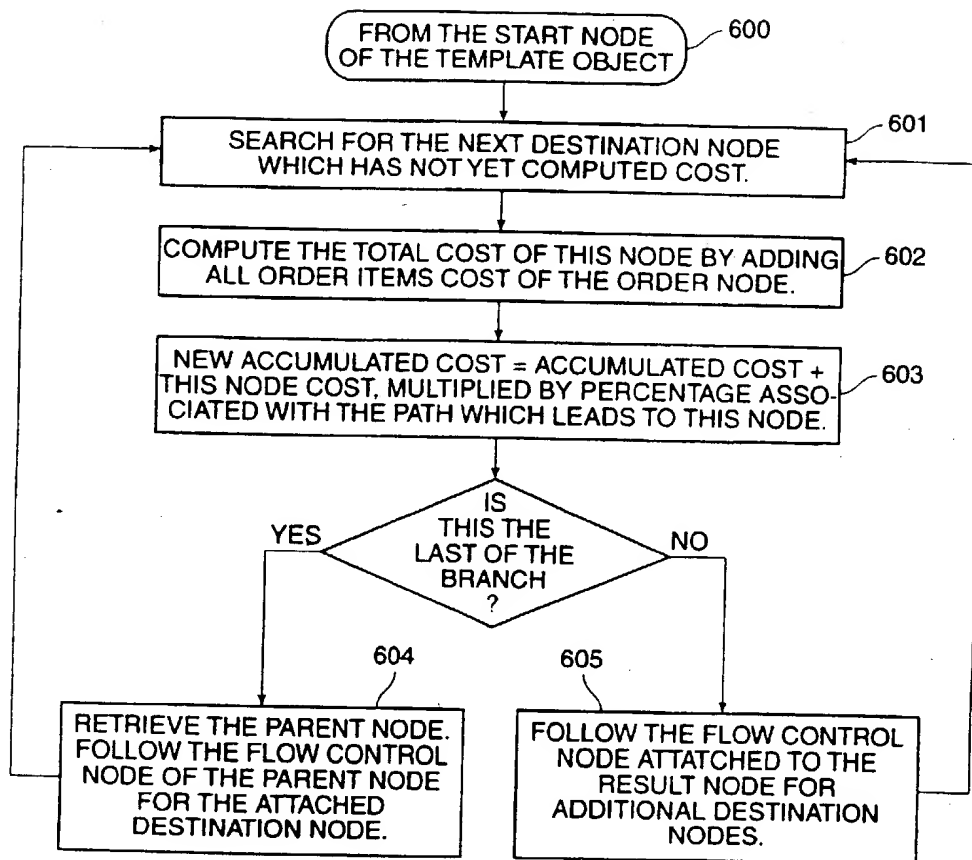 FROM THE START NODE
OF THE TEMPLATE OBJECT
600
SEARCH FOR THE NEXT DESTINATION NODE
WHICH HAS NOT YET COMPUTED COST.
601
COMPUTE THE TOTAL COST OF THIS NODE BY ADDING
ALL ORDER ITEMS COST OF THE ORDER NODE.
602
NEW ACCUMULATED COST = ACCUMULATED COST +
THIS NODE COST, MULTIPLIED BY PERCENTAGE ASSO-
CIATED WITH THE PATH WHICH LEADS TO THIS NODE.
603
IS
THIS THE
LAST OF THE
BRANCH
?
YES
NO
604
RETRIEVE THE PARENT NODE.
FOLLOW THE FLOW CONTROL
NODE OF THE PARENT NODE
FOR THE ATTACHED
DESTINATION NODE.
605
FOLLOW THE FLOW CONTROL
NODE ATTATCHED TO THE
RESULT NODE FOR
ADDITIONAL DESTINATION
NODES.